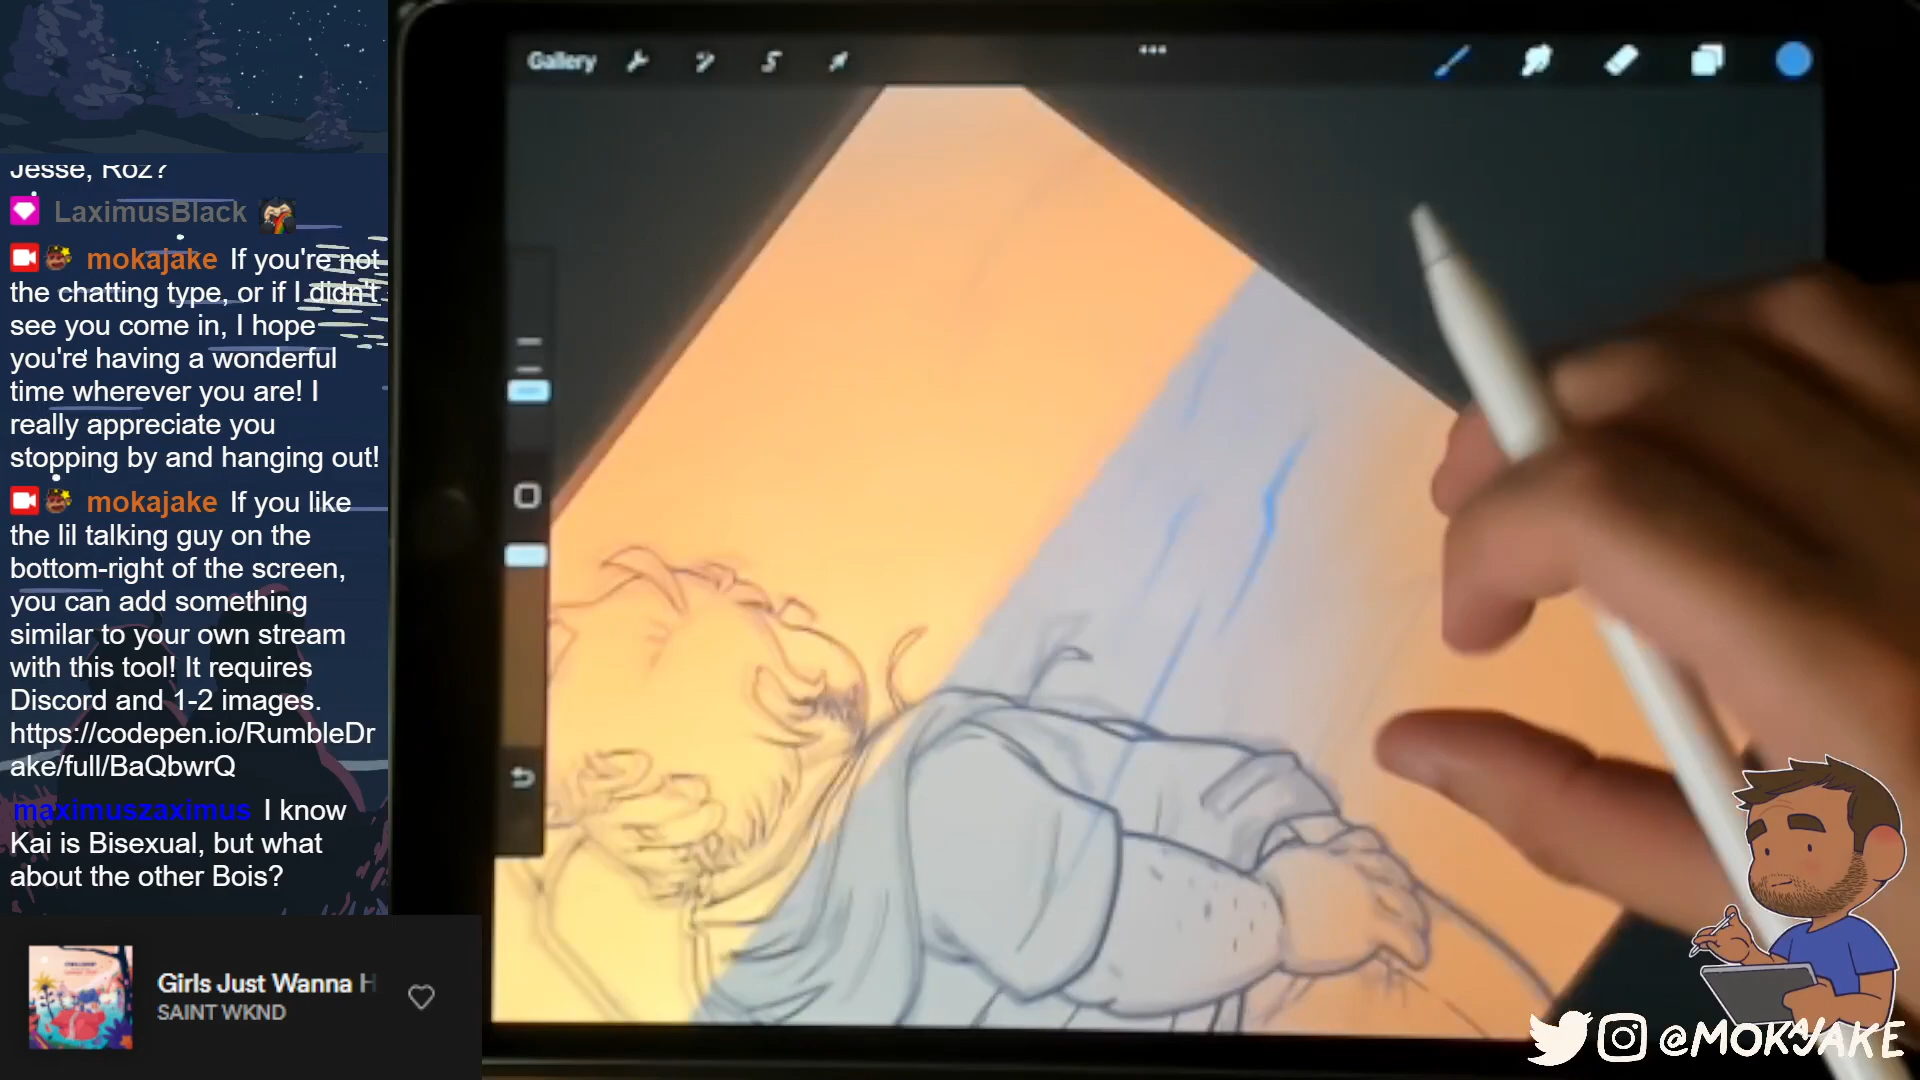 Gallery
Jesse, Roz?
LaximusBlack
mokajake If you're not
the chatting type, or if I didn't
see you come in, I hope
you're having a wonderful
time wherever you are! I
really appreciate you
stopping by and hanging out!
mokajake If you like
the lil talking guy on the
bottom-right of the screen,
you can add something
similar to your own stream
with this tool! It requires
Discord and 1-2 images.
https://codepen.io/RumbleDr
ake/full/BaQbwrQ
maximuszaximus I know
Kai is Bisexual, but what
about the other Bois?
Girls Just Wanna H
SAINT WKND
@MOKAJAKE